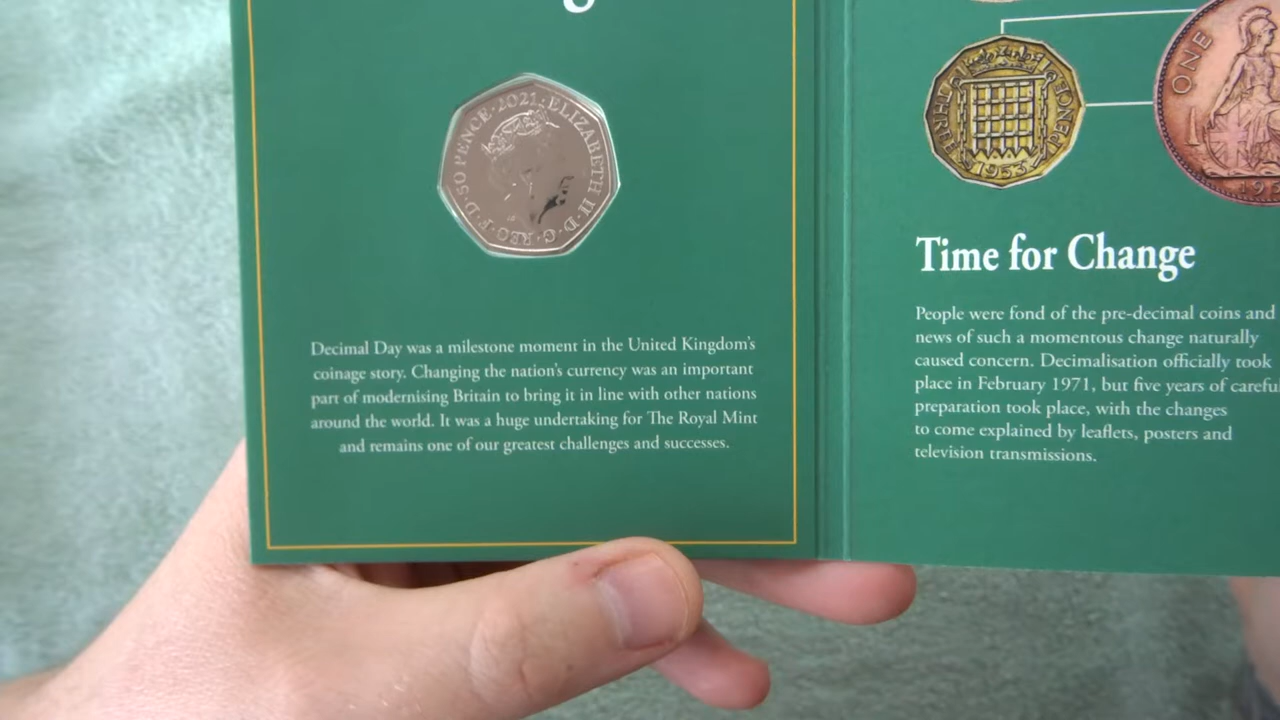 50 PENCE·2021·ELIZABETH II·D·G·REG·F·D·
Decimal Day was a milestone moment in the United Kingdom's
coinage story. Changing the nation's currency was an important
part of modernising Britain to bring it in line with other nations
around the world. It was a huge undertaking for The Royal Mint
and remains one of our greatest challenges and successes.
THREE PENCE
1953
ONE
Time for Change
People were fond of the pre-decimal coins and
news of such a momentous change naturally
caused concern. Decimalisation officially took
place in February 1971, but five years of carefu
preparation took place, with the changes
to come explained by leaflets, posters and
television transmissions.